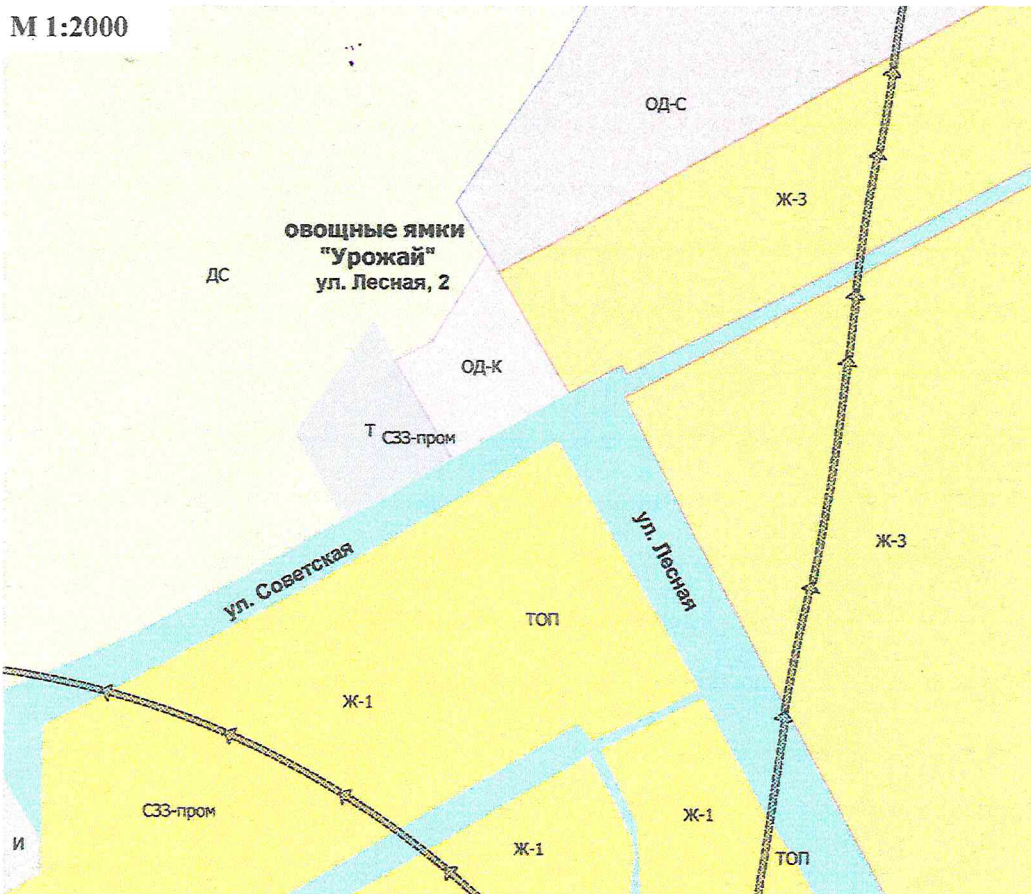 М 1:2000
ОД-С
Ж-3
овощные ямки
"Урожай"
ул. Лесная, 2
ДС
ОД-К
Т
СЗЗ-пром
ул. Советская
ул. Лесная
Ж-3
ТОП
Ж-1
СЗЗ-пром
Ж-1
Ж-1
И
ТОП